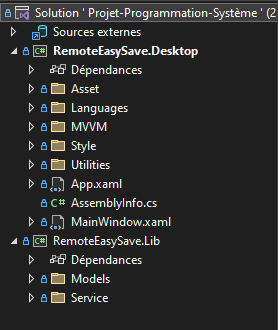 Solution ' Projet-Programmation-Système ' (2
Sources externes
RemoteEasySave.Desktop
Dépendances
Asset
Languages
MVVM
Style
Utilities
App.xaml
C# AssemblyInfo.cs
MainWindow.xaml
C# RemoteEasySave.Lib
Dépendances
Models
Service